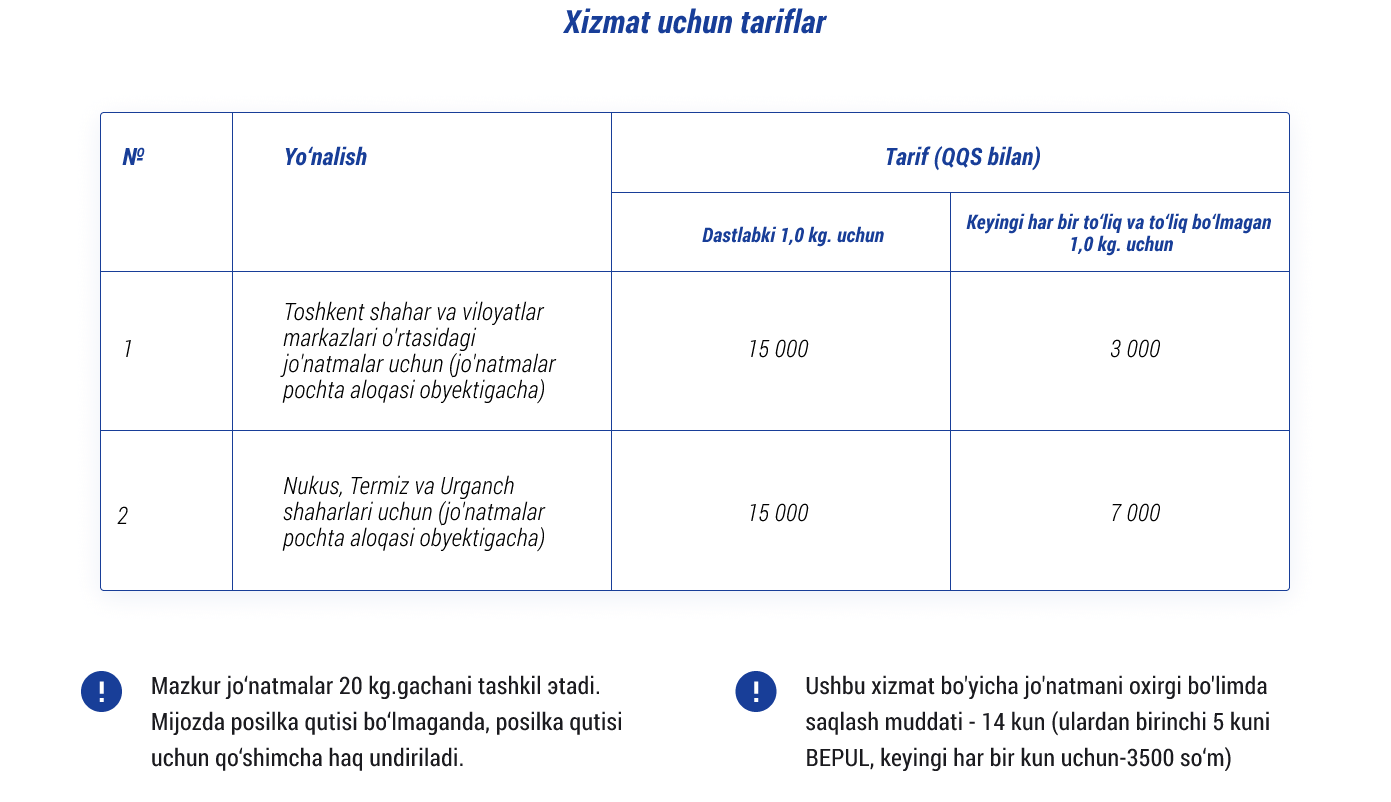 Xizmat uchun tariflar
№
Yo‘nalish
Tarif (QQS bilan)
Dastlabki 1,0 kg. uchun
Keyingi har bir to‘liq va to‘liq bo‘lmagan
1,0 kg. uchun
1
Toshkent shahar va viloyatlar
markazlari o'rtasidagi
jo'natmalar uchun (jo'natmalar
pochta aloqasi obyektigacha)
15 000
3 000
2
Nukus, Termiz va Urganch
shaharlari uchun (jo'natmalar
pochta aloqasi obyektigacha)
15 000
7 000
Mazkur jo‘natmalar 20 kg.gachani tashkil эtadi.
Mijozda posilka qutisi bo‘lmaganda, posilka qutisi
uchun qo‘shimcha haq undiriladi.
Ushbu xizmat bo'yicha jo'natmani oxirgi bo'limda
saqlash muddati - 14 kun (ulardan birinchi 5 kuni
BEPUL, keyingi har bir kun uchun-3500 so‘m)